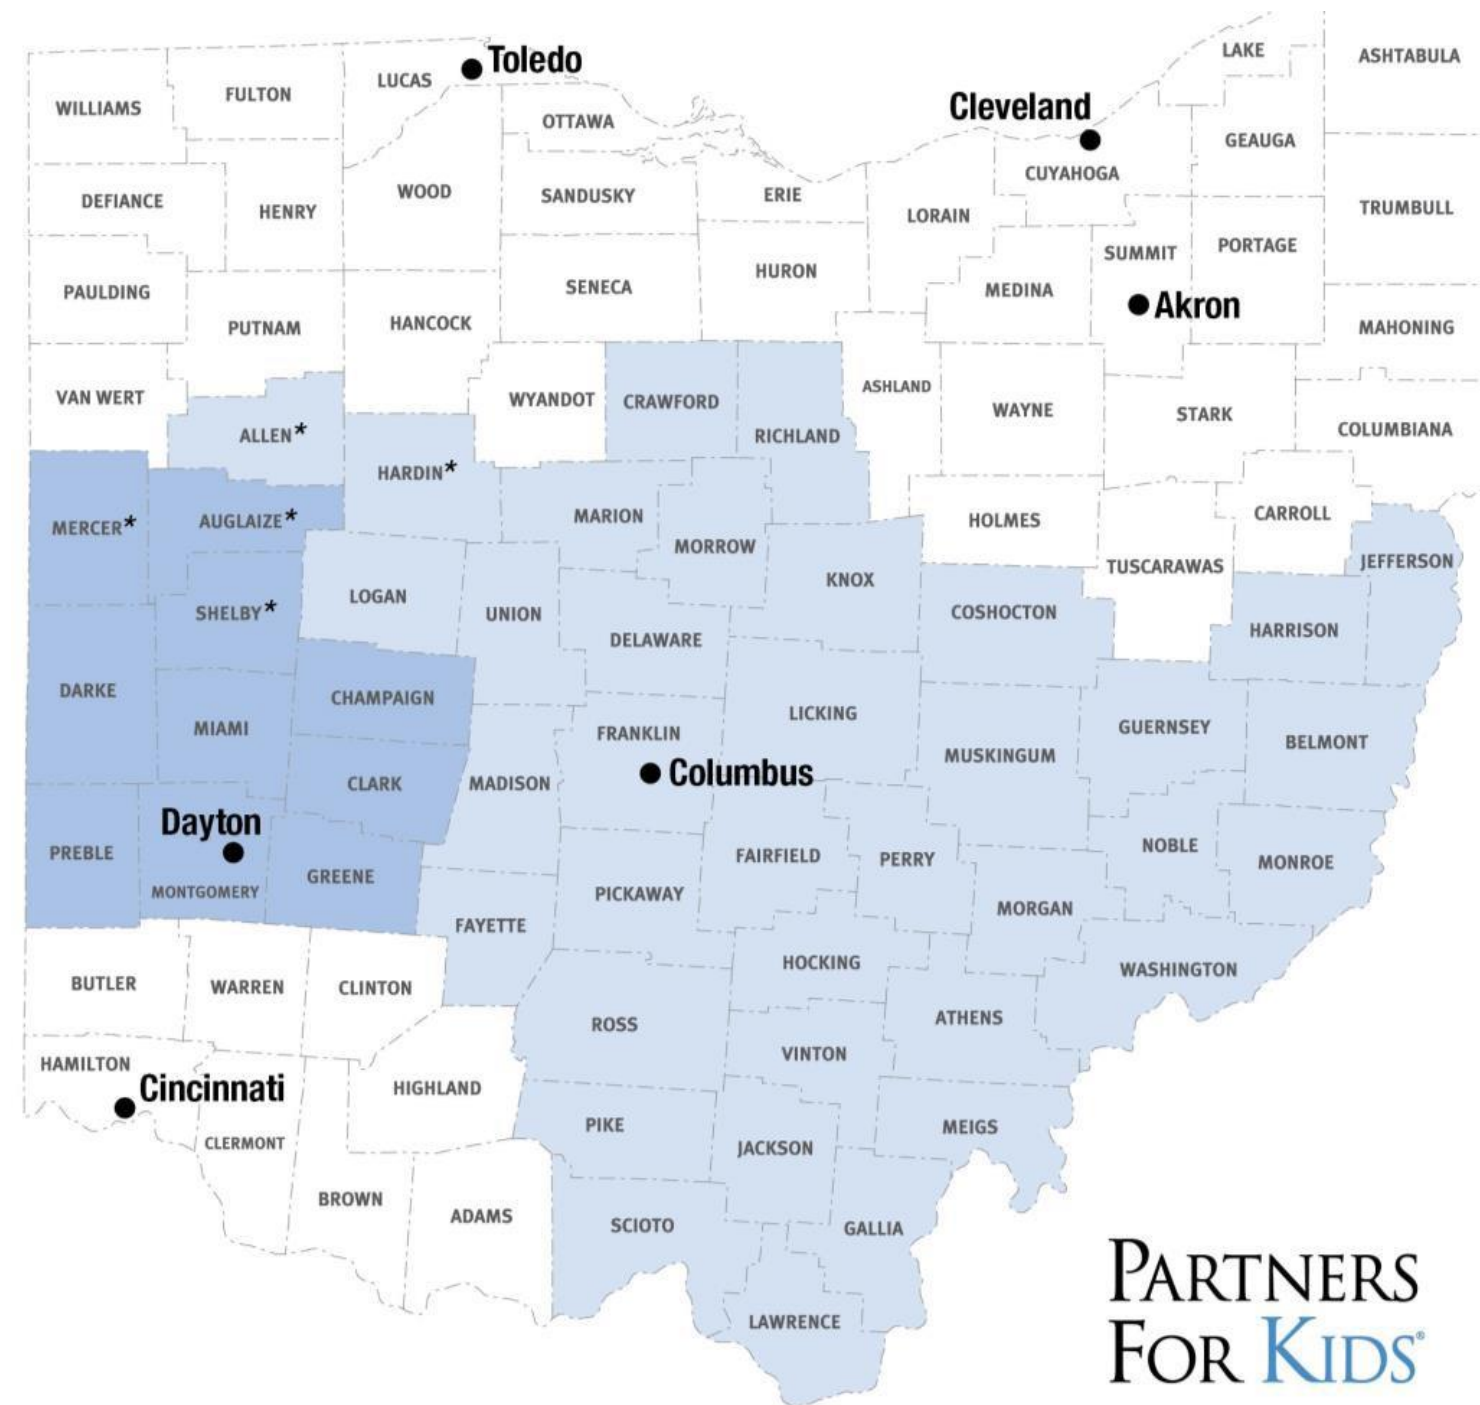 Toledo
LAKE
ASHTABULA
LUCAS
FULTON
WILLIAMS
Cleveland
OTTAWA
GEAUGA
CUYAHOGA
WOOD
SANDUSKY
ERIE
DEFIANCE
HENRY
LORAIN
TRUMBULL
SUMMIT
PORTAGE
HURON
SENECA
MEDINA
PAULDING
Akron
PUTNAM
HANCOCK
MAHONING
VAN WERT
WYANDOT
CRAWFORD
ASHLAND
WAYNE
STARK
COLUMBIANA
ALLEN*
RICHLAND
HARDIN*
MERCER*
AUGLAIZE*
MARION
HOLMES
CARROLL
MORROW
TUSCARAWAS
JEFFERSON
KNOX
LOGAN
SHELBY*
UNION
COSHOCTON
DELAWARE
HARRISON
DARKE
CHAMPAIGN
MIAMI
LICKING
FRANKLIN
GUERNSEY
BELMONT
MUSKINGUM
Columbus
CLARK
MADISON
Dayton
PREBLE
FAIRFIELD
PERRY
NOBLE
MONROE
GREENE
MONTGOMERY
PICKAWAY
MORGAN
FAYETTE
HOCKING
WASHINGTON
BUTLER
WARREN
CLINTON
ROSS
ATHENS
VINTON
HAMILTON
Cincinnati
HIGHLAND
PIKE
MEIGS
CLERMONT
JACKSON
BROWN
ADAMS
SCIOTO
GALLIA
LAWRENCE
PARTNERS
FOR KIDS®